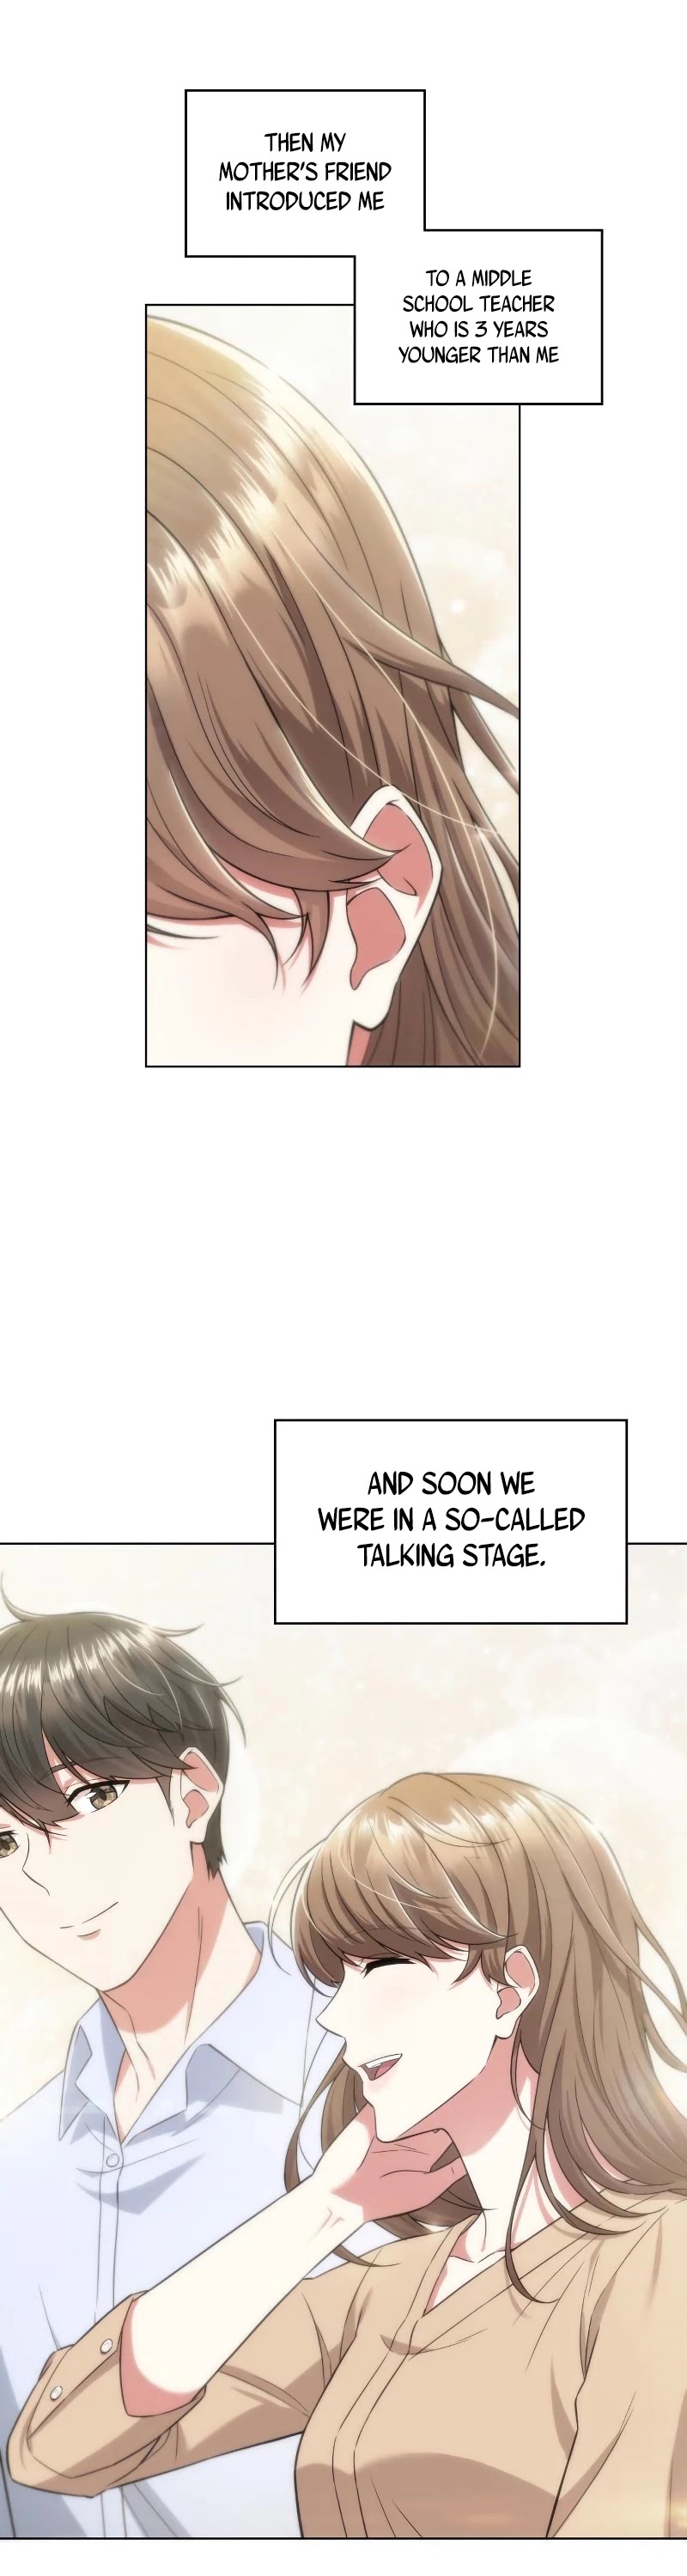 THEN MY
MOTHER'S FRIEND
INTRODUCED ME
TO A MIDDLE
SCHOOL TEACHER
WHO IS 3 YEARS
YOUNGER THAN ME
AND SOON WE
WERE IN A SO-CALLED
TALKING STAGE.